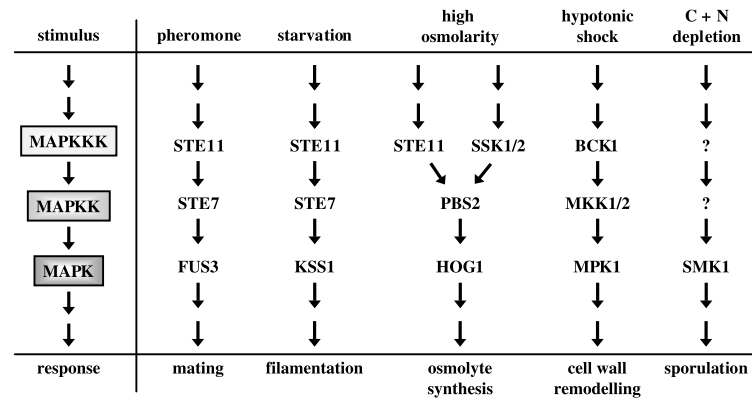 stimulus pheromone starvation high osmolarity hypotonic shock C + N depletion
MAPKKK STE11 STE11 STE11 SSK1/2 BCK1 ?
MAPKK STE7 STE7 PBS2 MKK1/2 ?
MAPK FUS3 KSS1 HOG1 MPK1 SMK1
response mating filamentation osmolyte synthesis cell wall remodelling sporulation